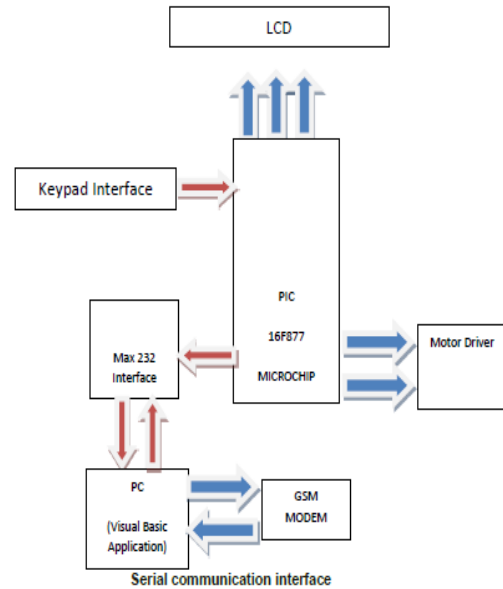 LCD
Keypad Interface
PIC
16F877
MICROCHIP
Max 232
Interface
Motor Driver
PC
(Visual Basic
Application)
GSM
MODEM
Serial communication interface